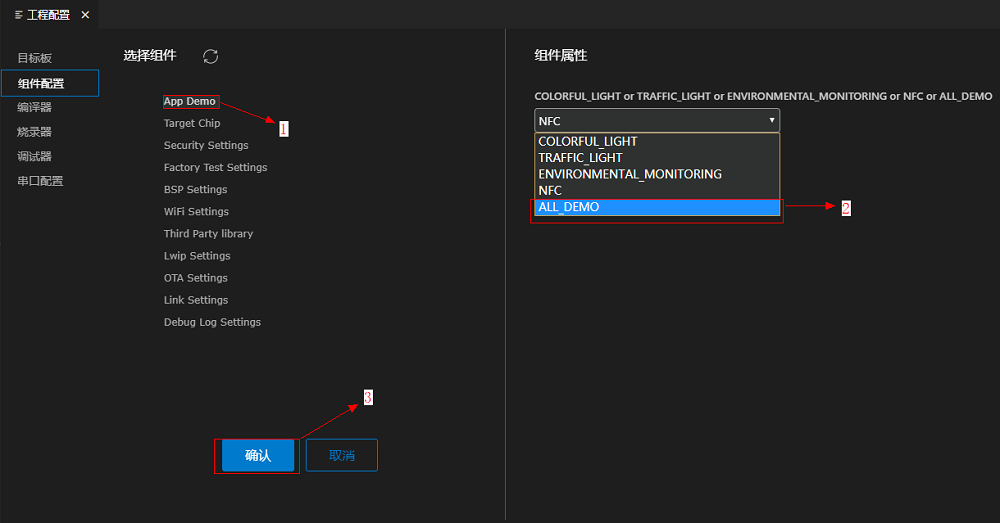 工程配置
目标板
组件配置
编译器
烧录器
调试器
串口配置
选择组件
App Demo
1
Target Chip
Security Settings
Factory Test Settings
BSP Settings
WiFi Settings
Third Party library
Lwip Settings
OTA Settings
Link Settings
Debug Log Settings
3
确认
取消
组件属性
COLORFUL_LIGHT or TRAFFIC_LIGHT or ENVIRONMENTAL_MONITORING or NFC or ALL_DEMO
NFC
COLORFUL_LIGHT
TRAFFIC_LIGHT
ENVIRONMENTAL_MONITORING
NFC
ALL_DEMO
2